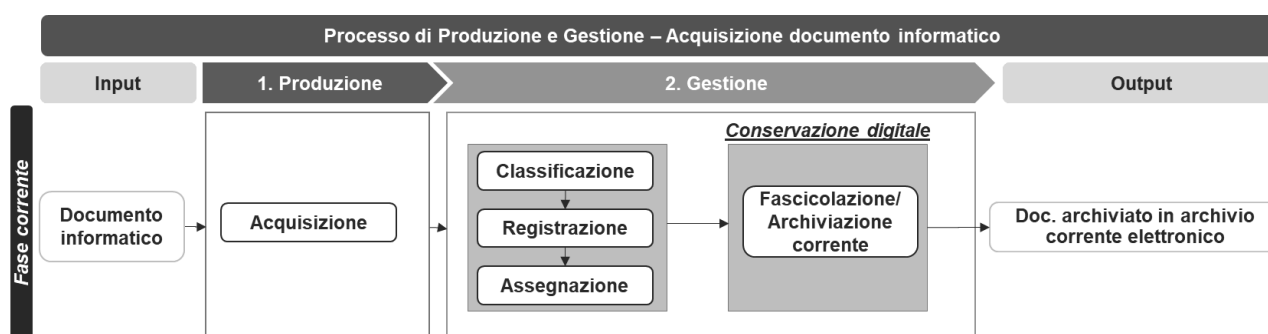 Processo di Produzione e Gestione – Acquisizione documento informatico
Input
1. Produzione
2. Gestione
Output
Fase corrente
Documento
informatico
Acquisizione
Classificazione
Registrazione
Assegnazione
Conservazione digitale
Fascicolazione/
Archiviazione
corrente
Doc. archiviato in archivio
corrente elettronico